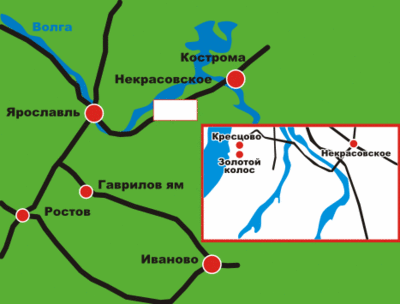 Волга
Кострома
Некрасовское
Ярославль
Кресцово
Золотой
колос
Некрасовское
Гаврилов ям
Ростов
Иваново